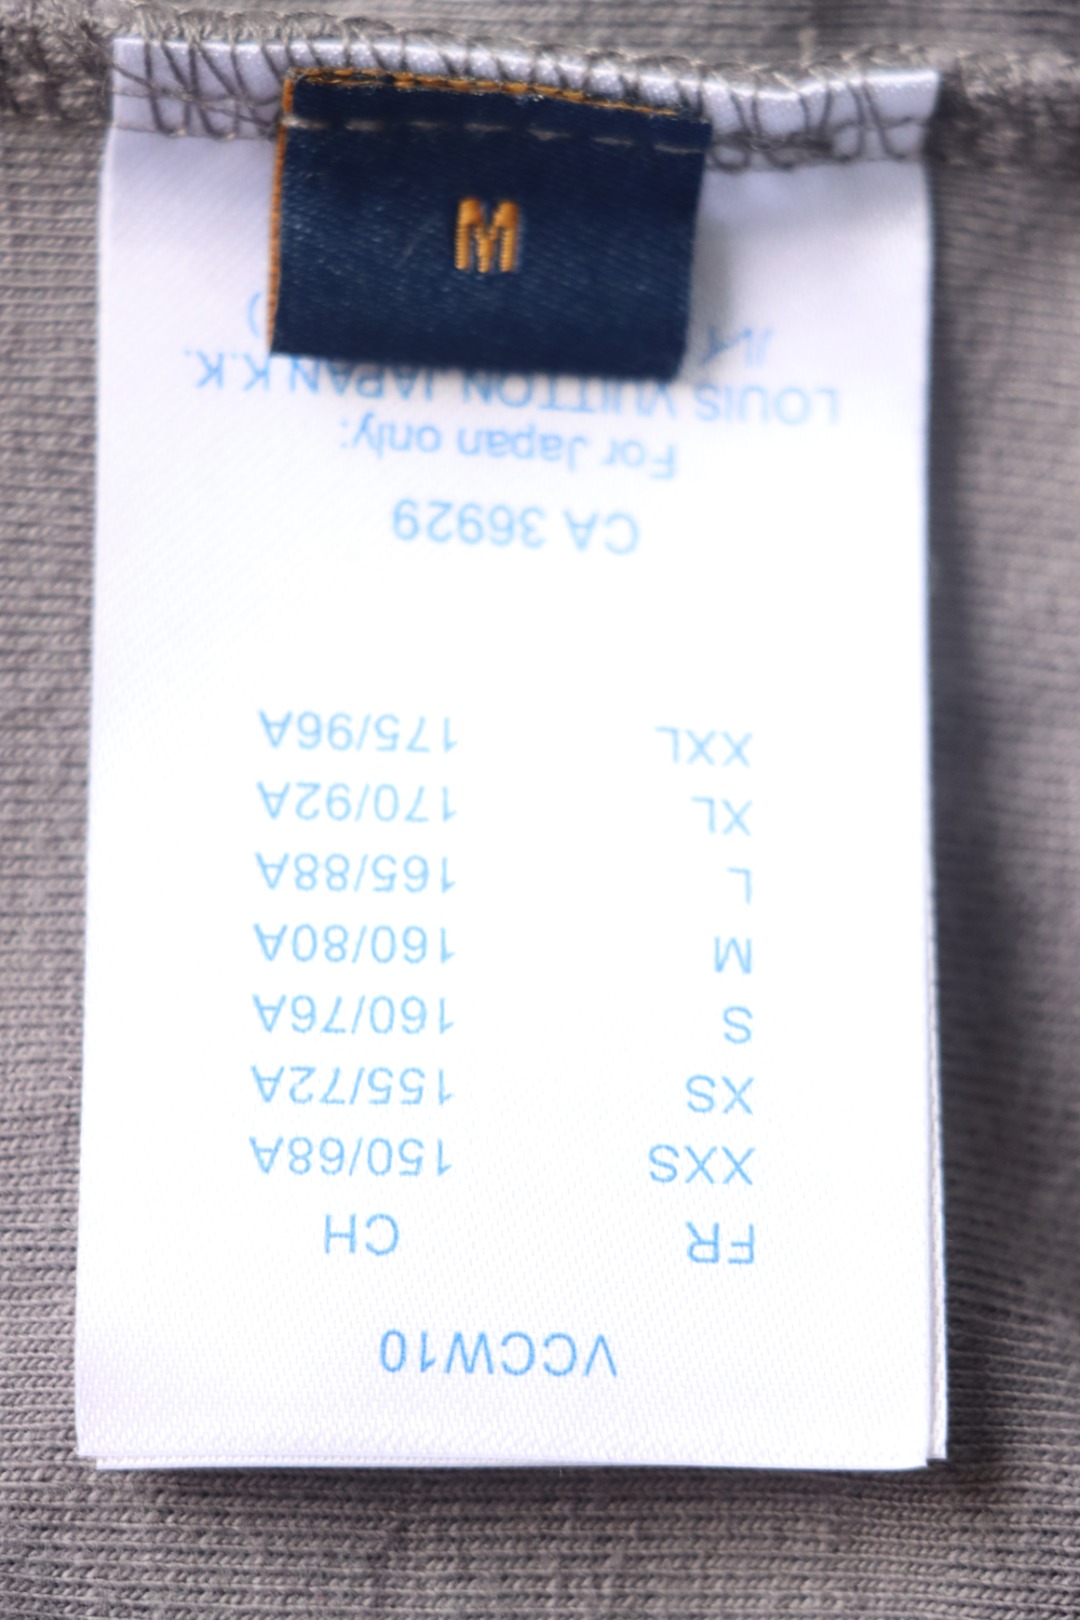 M
VCCW10
FR CH
XXS 150/68A
XS 155/72A
S 160/76A
M 160/80A
L 165/88A
XL 170/92A
XXL 175/96A
CA 36929
For Japan only:
LOUIS VUITTON JAPAN K.K.